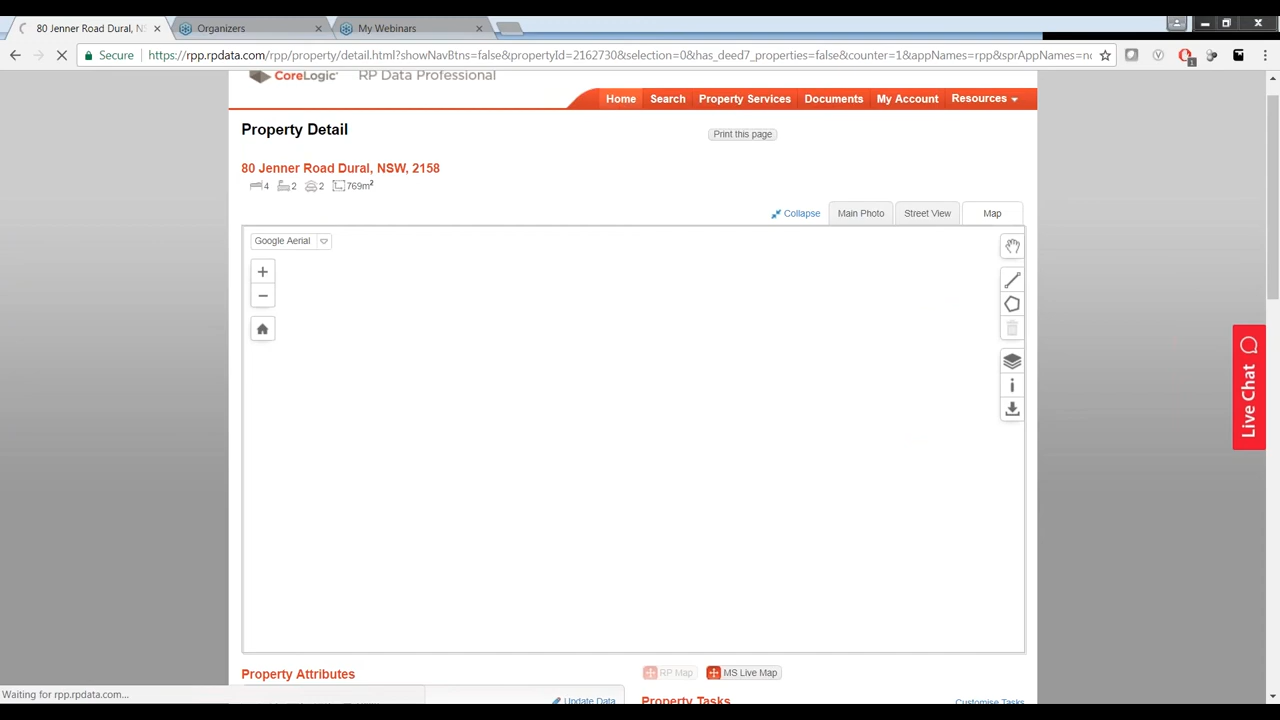 80 Jenner Road Dural, NS
Organizers
My Webinars
Secure
https://rpp.rpdata.com/rpp/property/detail.html?showNavBtns=false&propertyId=2162730&selection=0&has_deed7_properties=false&counter=1&appNames=rpp&sprAppNames=nc
1
CoreLogic RP Data Professional
Home Search Property Services Documents My Account Resources
Property Detail
Print this page
80 Jenner Road Dural, NSW, 2158
4 2 2 769m²
Collapse Main Photo Street View Map
Google Aerial
Live Chat
Property Attributes
RP Map MS Live Map
Waiting for rpp.rpdata.com...
Update Data
Property Tasks
Customise Tasks